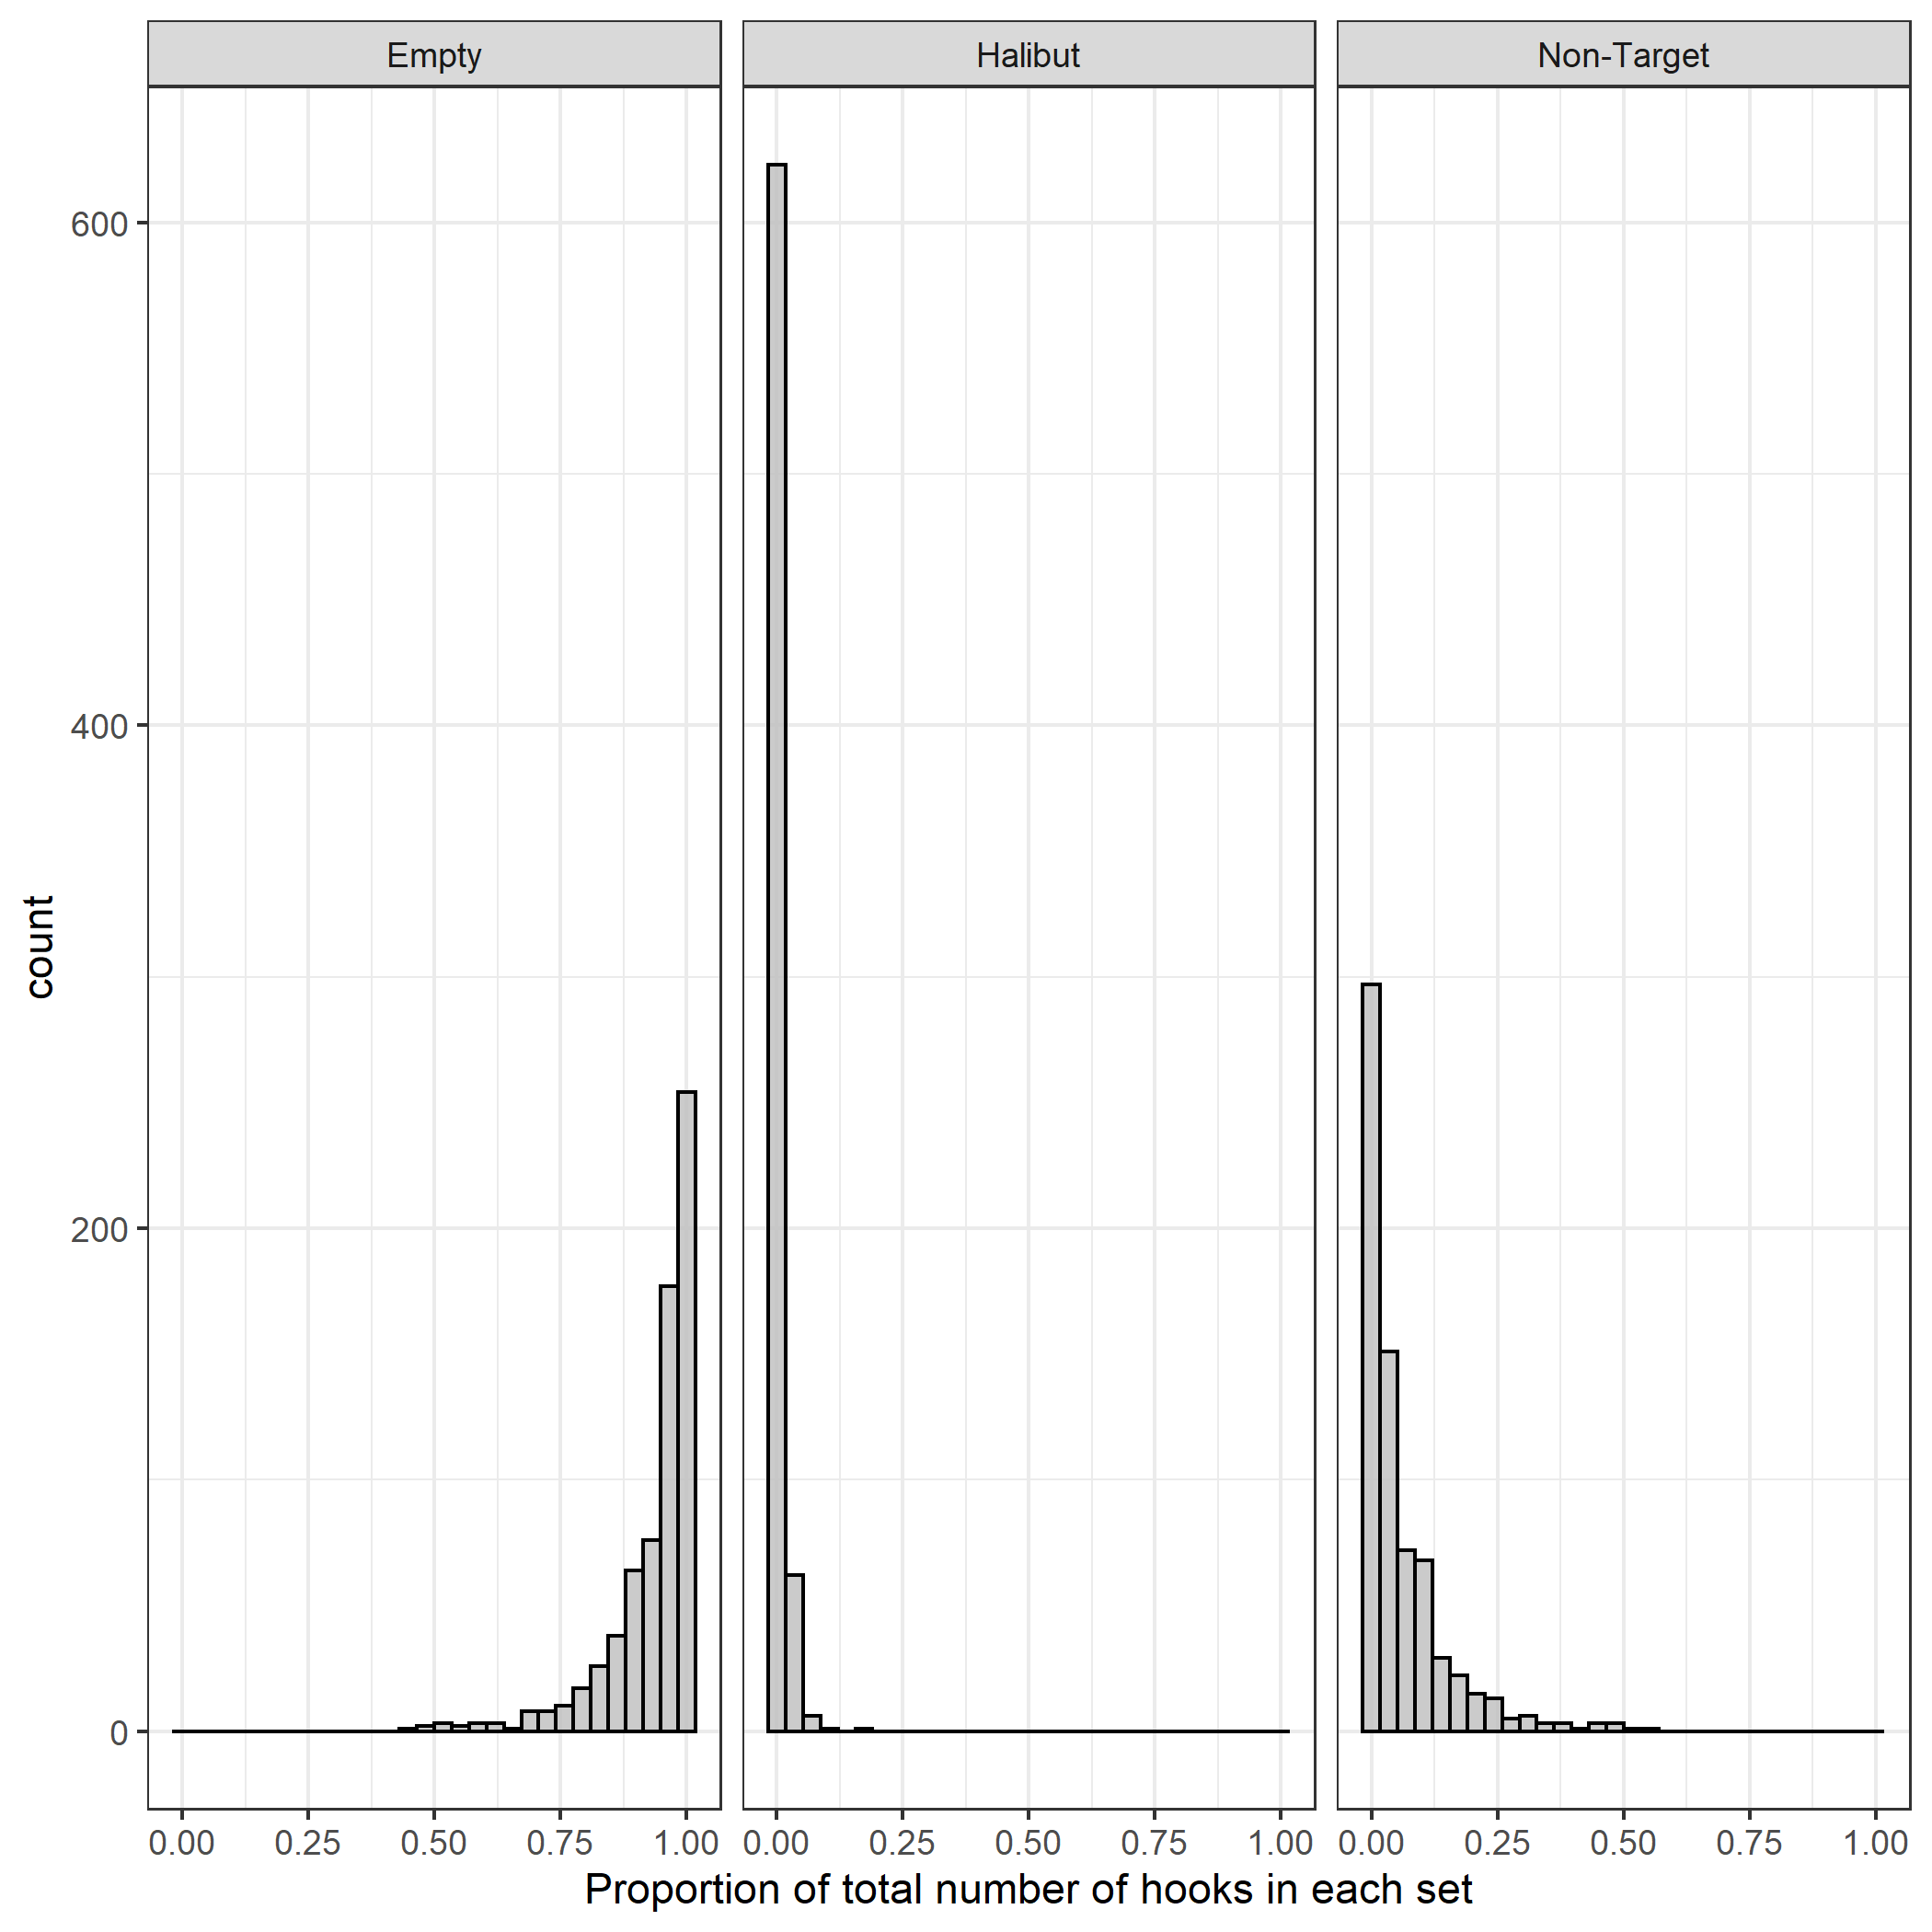 Empty Halibut Non-Target
600
400
200
0
count
0.00 0.25 0.50 0.75 1.00 0.00 0.25 0.50 0.75 1.00 0.00 0.25 0.50 0.75 1.00
Proportion of total number of hooks in each set